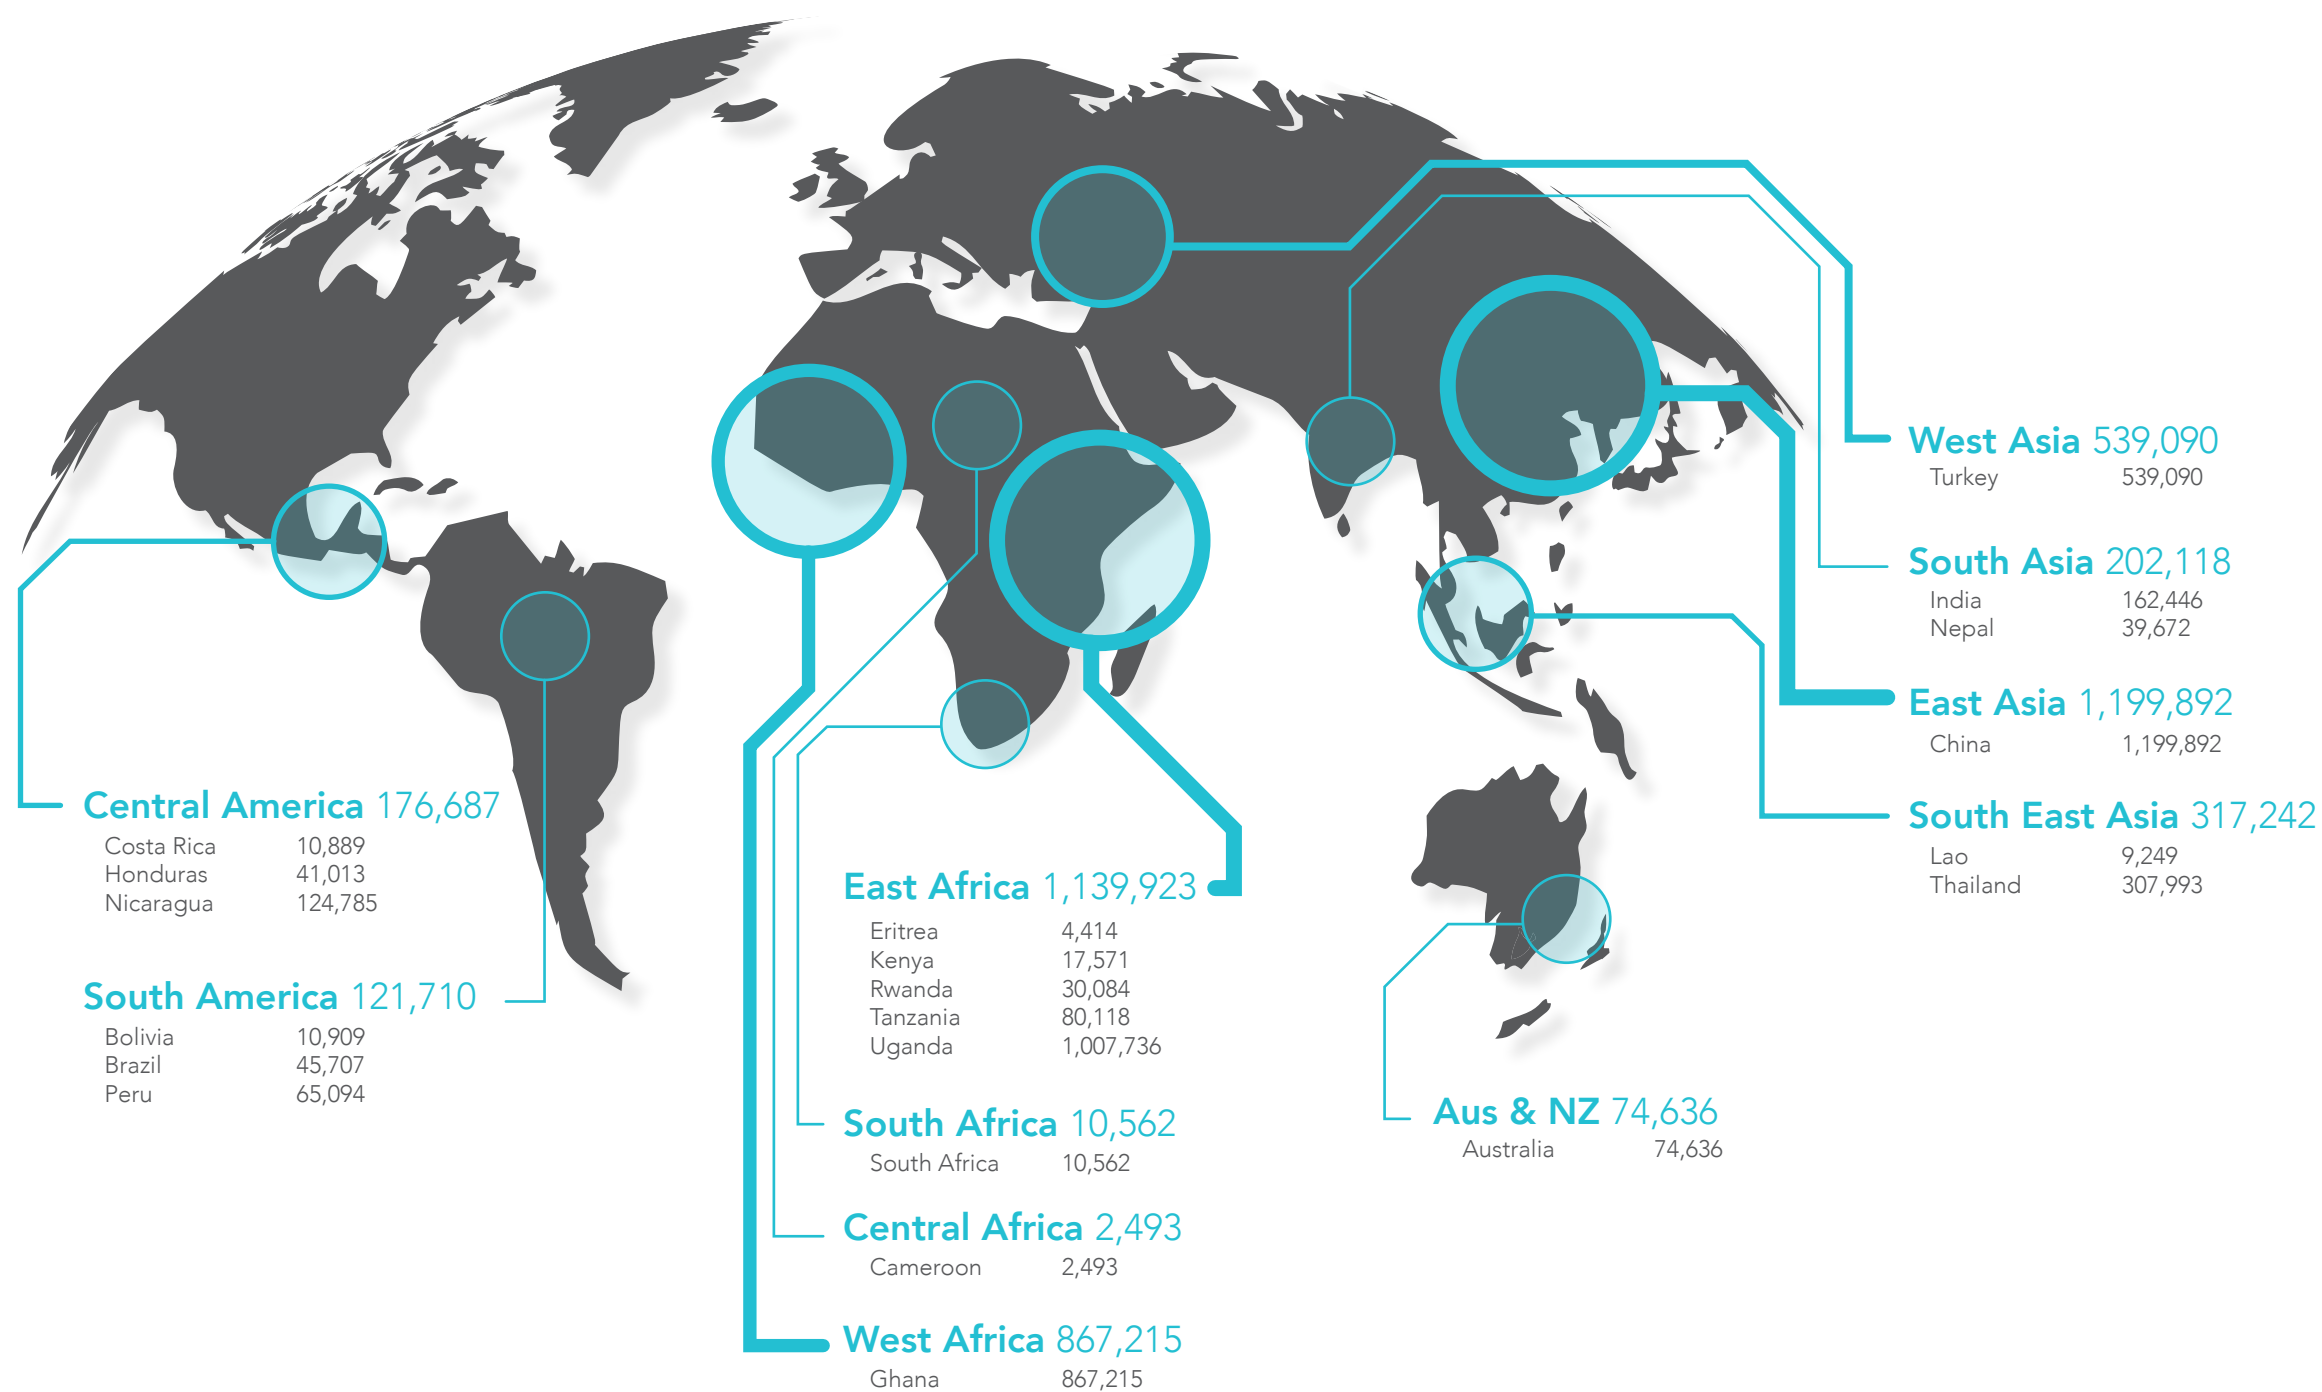 Central America 176,687
Costa Rica 10,889
Honduras 41,013
Nicaragua 124,785
South America 121,710
Bolivia 10,909
Brazil 45,707
Peru 65,094
East Africa 1,139,923
Eritrea 4,414
Kenya 17,571
Rwanda 30,084
Tanzania 80,118
Uganda 1,007,736
South Africa 10,562
South Africa 10,562
Central Africa 2,493
Cameroon 2,493
West Africa 867,215
Ghana 867,215
Aus & NZ 74,636
Australia 74,636
West Asia 539,090
Turkey 539,090
South Asia 202,118
India 162,446
Nepal 39,672
East Asia 1,199,892
China 1,199,892
South East Asia 317,242
Lao 9,249
Thailand 307,993